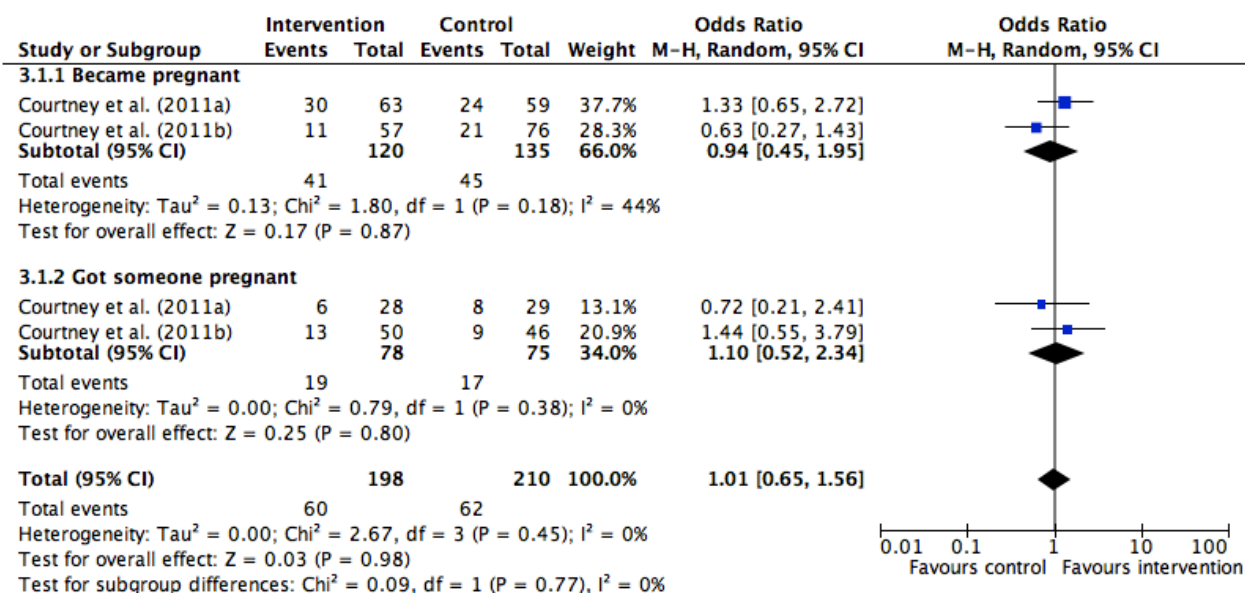 Intervention Control Odds Ratio Odds Ratio
Study or Subgroup Events Total Events Total Weight M-H, Random, 95% CI M-H, Random, 95% CI
3.1.1 Became pregnant
Courtney et al. (2011a) 30 63 24 59 37.7% 1.33 [0.65, 2.72]
Courtney et al. (2011b) 11 57 21 76 28.3% 0.63 [0.27, 1.43]
Subtotal (95% CI) 120 135 66.0% 0.94 [0.45, 1.95]
Total events 41 45
Heterogeneity: Tau² = 0.13; Chi² = 1.80, df = 1 (P = 0.18); I² = 44%
Test for overall effect: Z = 0.17 (P = 0.87)
3.1.2 Got someone pregnant
Courtney et al. (2011a) 6 28 8 29 13.1% 0.72 [0.21, 2.41]
Courtney et al. (2011b) 13 50 9 46 20.9% 1.44 [0.55, 3.79]
Subtotal (95% CI) 78 75 34.0% 1.10 [0.52, 2.34]
Total events 19 17
Heterogeneity: Tau² = 0.00; Chi² = 0.79, df = 1 (P = 0.38); I² = 0%
Test for overall effect: Z = 0.25 (P = 0.80)
Total (95% CI) 198 210 100.0% 1.01 [0.65, 1.56]
Total events 60 62
Heterogeneity: Tau² = 0.00; Chi² = 2.67, df = 3 (P = 0.45); I² = 0%
Test for overall effect: Z = 0.03 (P = 0.98)
Test for subgroup differences: Chi² = 0.09, df = 1 (P = 0.77), I² = 0%
0.01 0.1 1 10 100
Favours control Favours intervention